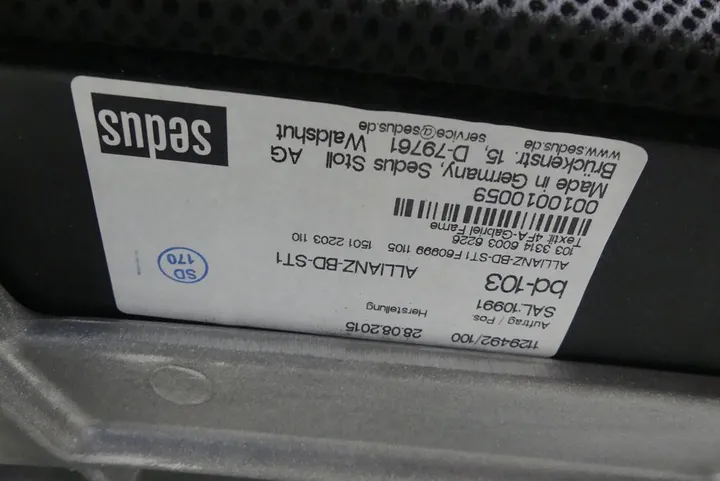 1129492/100
Auftrag / Pos.
28.08.2015
Herstellung
SAL:10991
bd-103
ALLIANZ-BD-ST1
ALLIANZ-BD-ST1 F60999 1105 1501 2203 110
103 3314 6003 6226
Textil: 4FA-Gabriel Fame
0010010059
Made in Germany, Sedus Stoll AG
Brückenstr. 15, D-79761 Waldshut
www.sedus.de service@sedus.de
sedus
SD
170